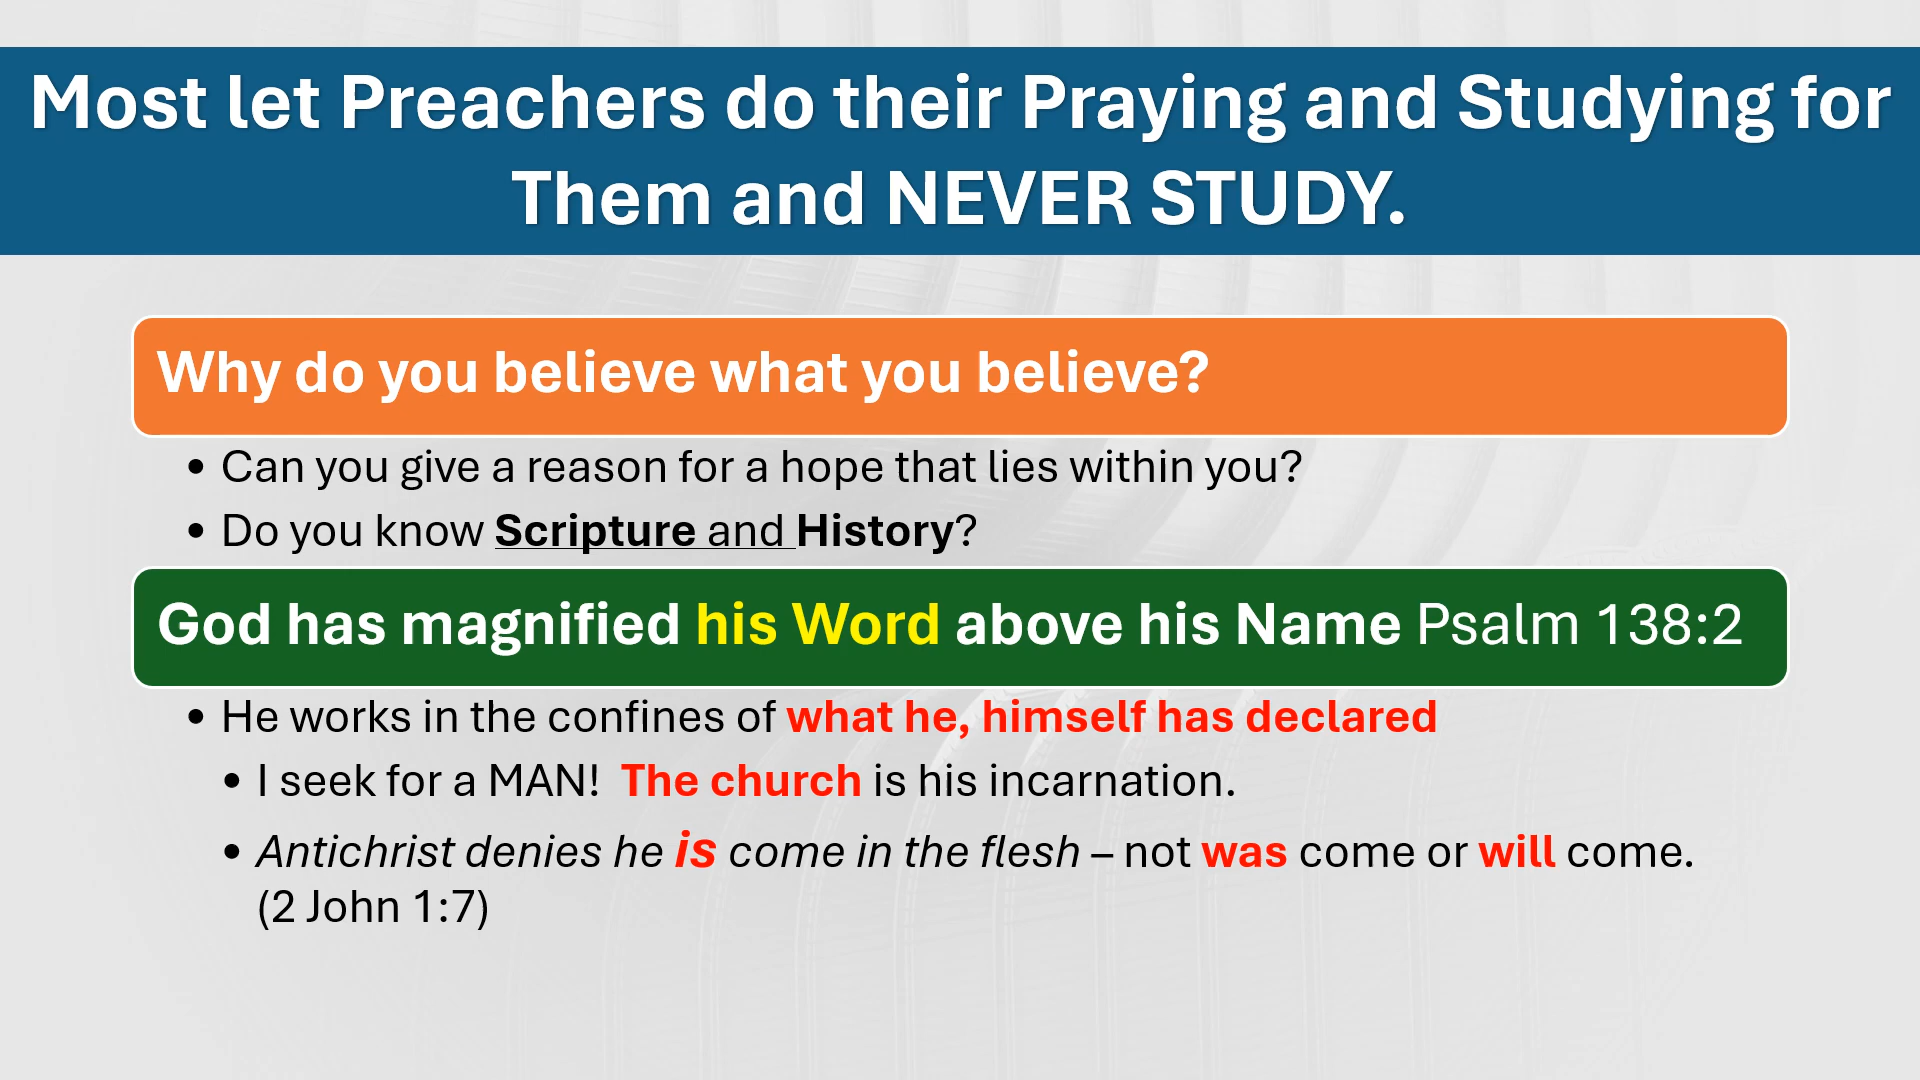 Most let Preachers do their Praying and Studying for
Them and NEVER STUDY.
Why do you believe what you believe?
• Can you give a reason for a hope that lies within you?
• Do you know Scripture and History?
God has magnified his Word above his Name Psalm 138:2
• He works in the confines of what he, himself has declared
• I seek for a MAN!  The church is his incarnation.
• Antichrist denies he is come in the flesh – not was come or will come.
(2 John 1:7)